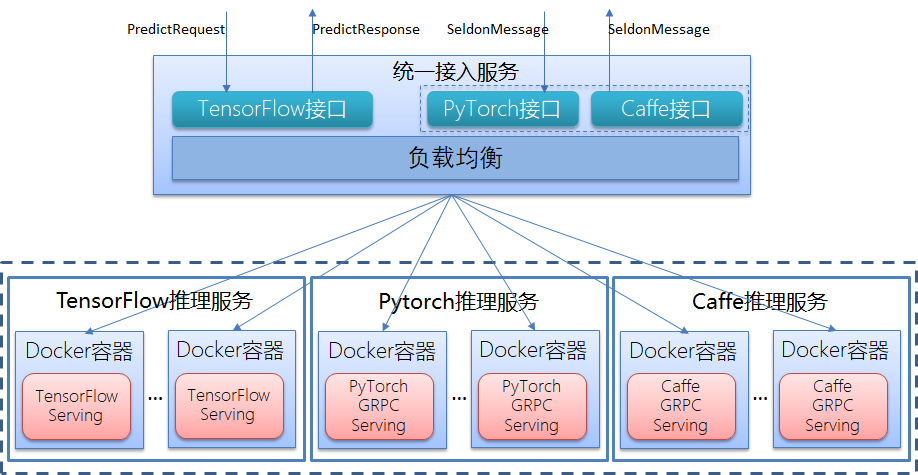 PredictRequest
PredictResponse
SeldonMessage
SeldonMessage
统一接入服务
TensorFlow接口
PyTorch接口
Caffe接口
负载均衡
TensorFlow推理服务
Docker容器
TensorFlow
Serving
...
Docker容器
TensorFlow
Serving
Pytorch推理服务
Docker容器
PyTorch
GRPC
Serving
...
Docker容器
PyTorch
GRPC
Serving
Caffe推理服务
Docker容器
Caffe
GRPC
Serving
...
Docker容器
Caffe
GRPC
Serving